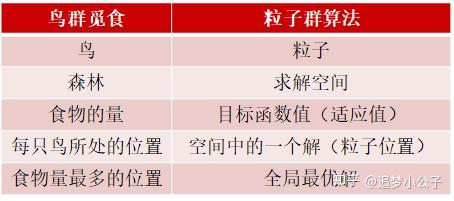 鸟群觅食 粒子群算法
鸟 粒子
森林 求解空间
食物的量 目标函数值（适应值）
每只鸟所处的位置 空间中的一个解（粒子位置）
食物量最多的位置 全局最优解
知乎 @追梦小公子